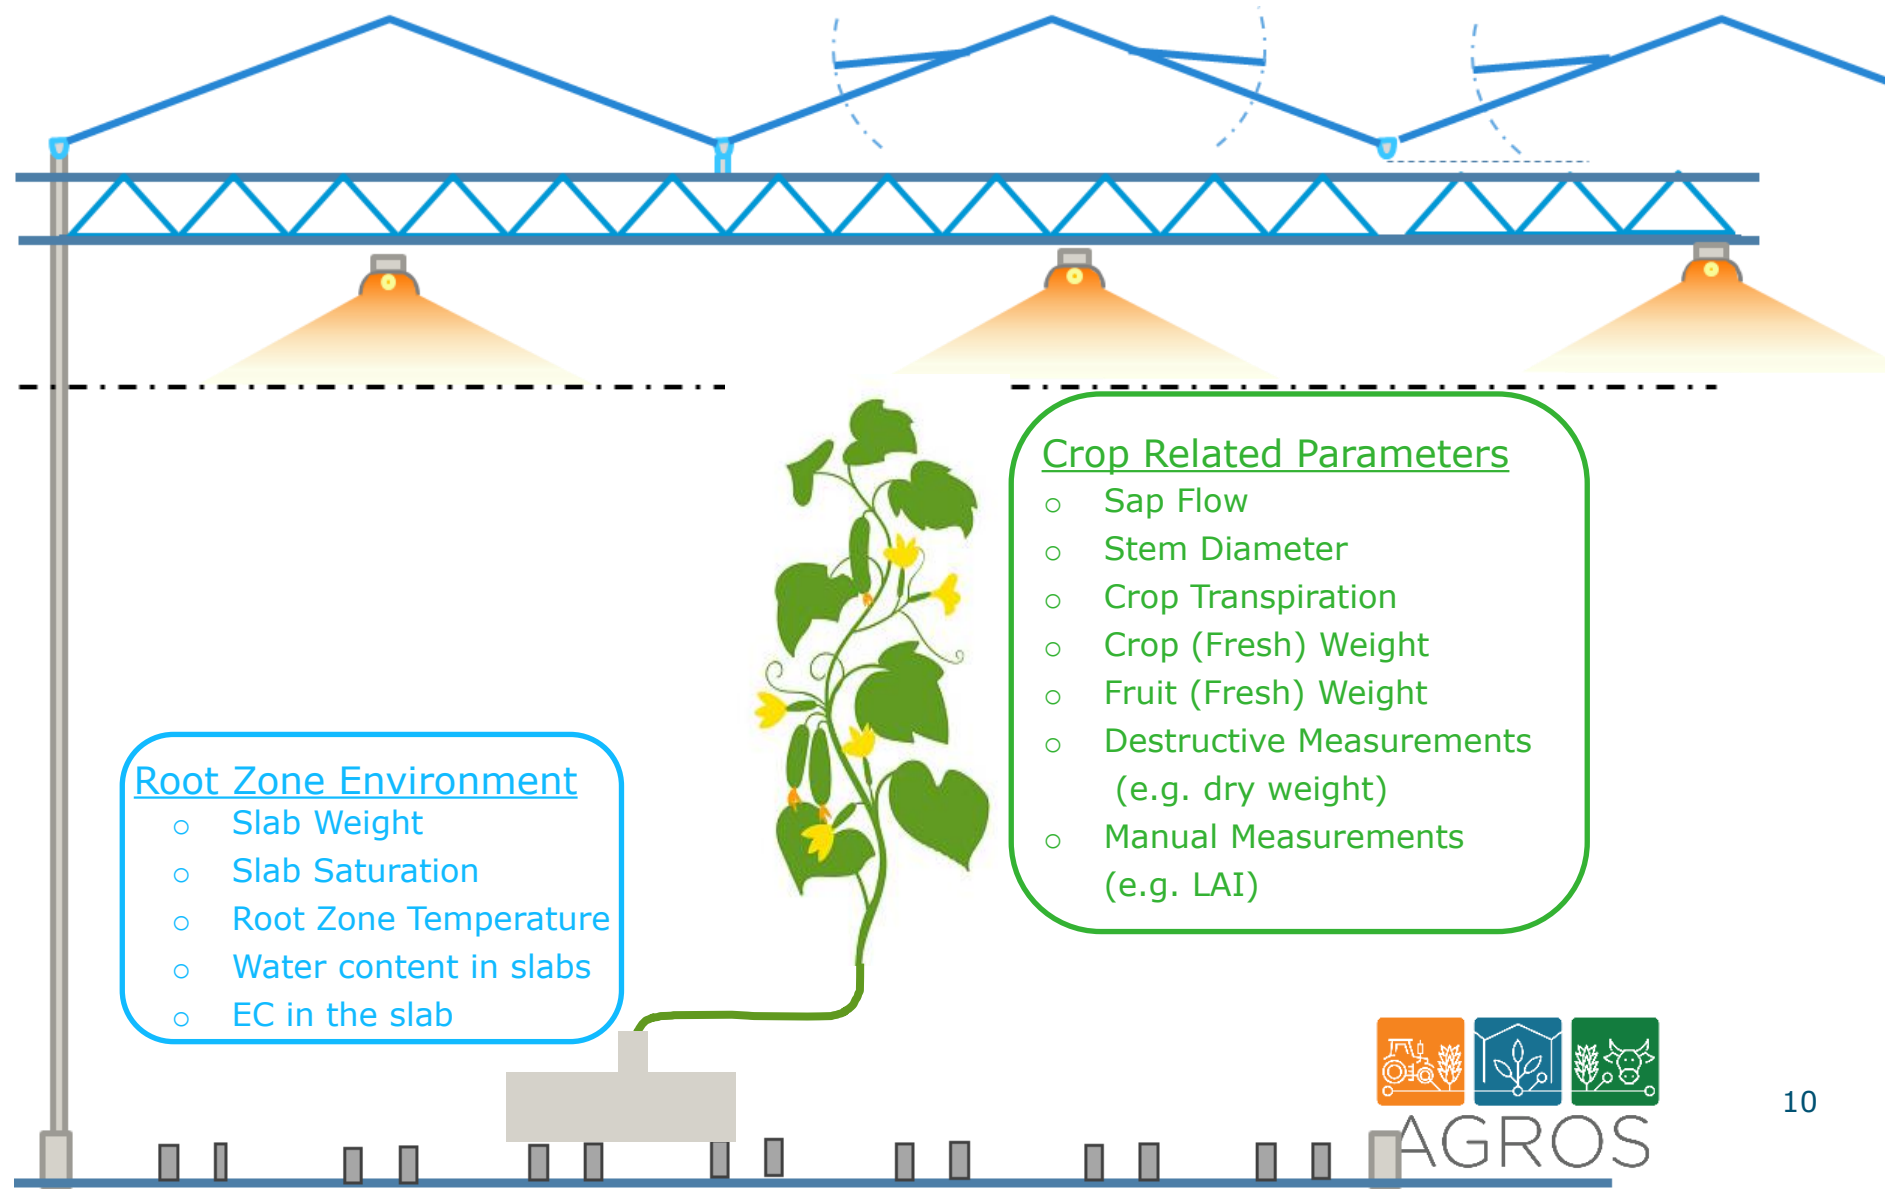 Crop Related Parameters
o Sap Flow
o Stem Diameter
o Crop Transpiration
o Crop (Fresh) Weight
o Fruit (Fresh) Weight
o Destructive Measurements
(e.g. dry weight)
o Manual Measurements
(e.g. LAI)
Root Zone Environment
o Slab Weight
o Slab Saturation
o Root Zone Temperature
o Water content in slabs
o EC in the slab
AGROS
10